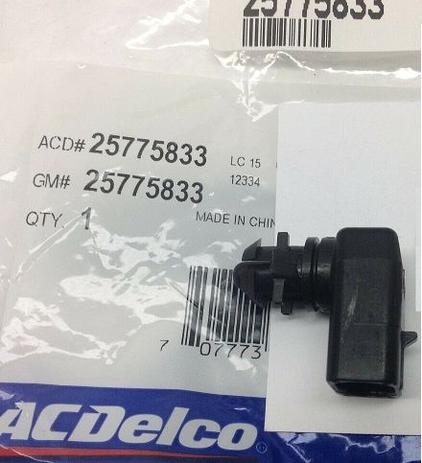 25775833
ACD# 25775833 LC 15
GM# 25775833 12334
QTY. 1 MADE IN CHIN
7 07773
ACDelco